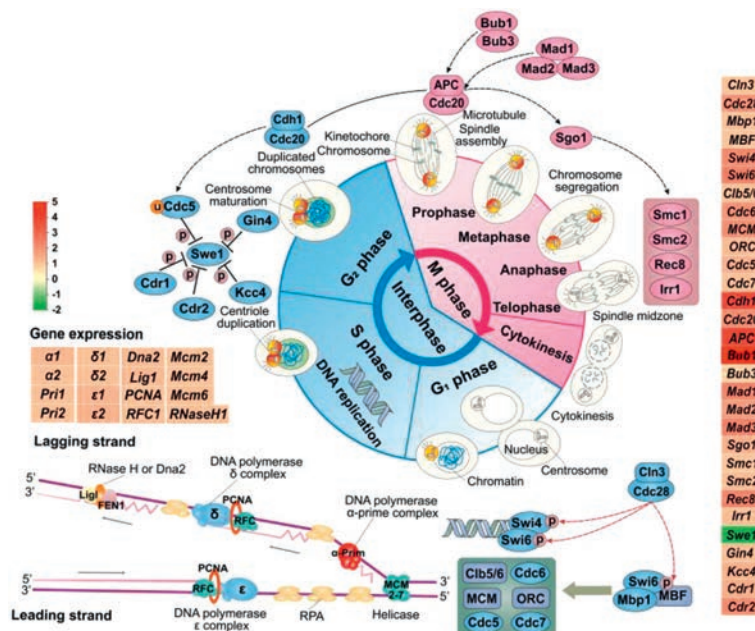 Bub1
Bub3
Mad1
Mad2 Mad3
APC
Cdc20
Cdh1
Cdc20
Sgo1
Microtubule
Spindle
assembly
Kinetochore
Chromosome
Duplicated
chromosomes
Centrosome
maturation
Chromosome
segregation
u Cdc5
Gin4
P
P
P
P
P
Swe1
Cdr1
Cdr2
Kcc4
Smc1
Smc2
Rec8
Irr1
Prophase
Metaphase
Anaphase
Telophase
Cytokinesis
G2 phase
M phase
Interphase
S phase
DNA replication
G1 phase
Spindle midzone
Centriole
duplication
Cytokinesis
Nucleus
Centrosome
Chromatin
5
4
3
2
1
0
-1
-2
Gene expression
α1 δ1 Dna2 Mcm2
α2 δ2 Lig1 Mcm4
Pri1 ε1 PCNA Mcm6
Pri2 ε2 RFC1 RNaseH1
Lagging strand
5'
3'
RNase H or Dna2
LigI
FEN1
DNA polymerase
δ complex
PCNA
δ
RFC
DNA polymerase
α-prime complex
α-Prim
PCNA
RFC
ε
MCM
2-7
3'
5'
3'
5'
Leading strand
DNA polymerase
ε complex
RPA
Helicase
Cln3
Cdc28
Swi4 P
Swi6 P
Clb5/6 Cdc6
MCM ORC
Cdc5 Cdc7
Swi6 P
Mbp1 MBF
Cln3
Cdc28
Mbp1
MBF
Swi4
Swi6
Clb5/6
Cdc6
MCM
ORC
Cdc5
Cdc7
Cdh1
Cdc20
APC
Bub1
Bub3
Mad1
Mad2
Mad3
Sgo1
Smc1
Smc2
Rec8
Irr1
Swe1
Gin4
Kcc4
Cdr1
Cdr2